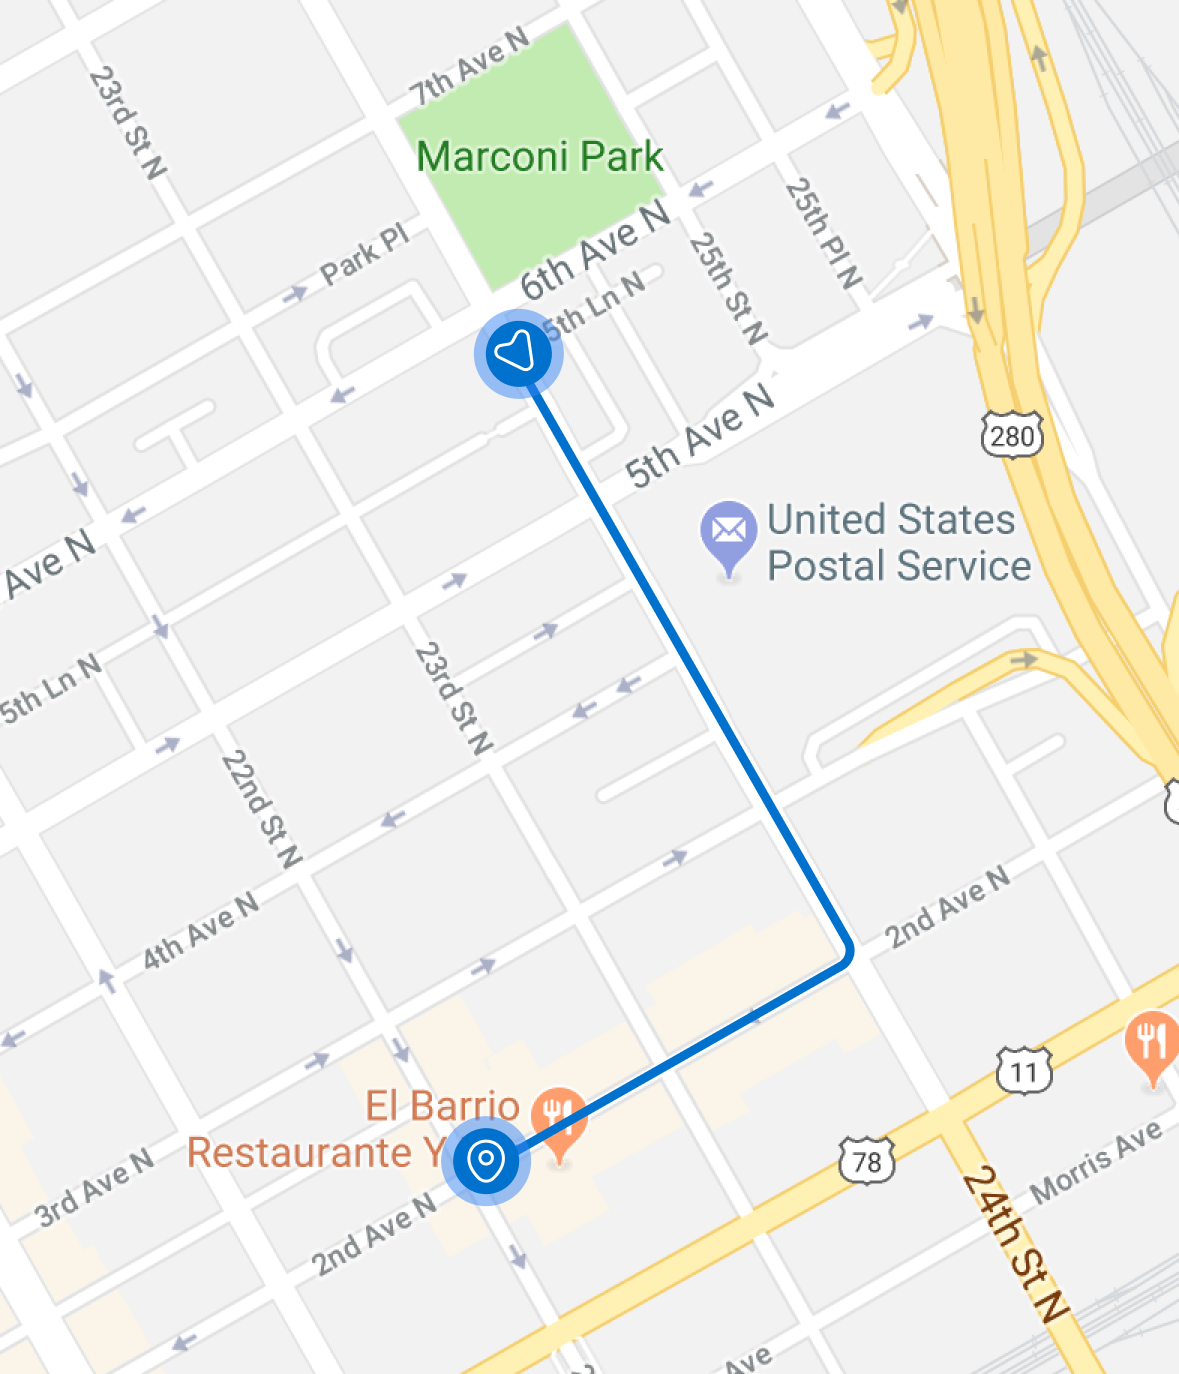 7th Ave N
23rd St N
Marconi Park
25th Pl N
6th Ave N
Park Pl
25th St N
5th Ln N
5th Ave N
280
United States
Postal Service
Ave N
5th Ln N
23rd St N
22nd St N
2nd Ave N
4th Ave N
11
El Barrio
Restaurante Y
78
Morris Ave
3rd Ave N
2nd Ave N
24th St N
Ave